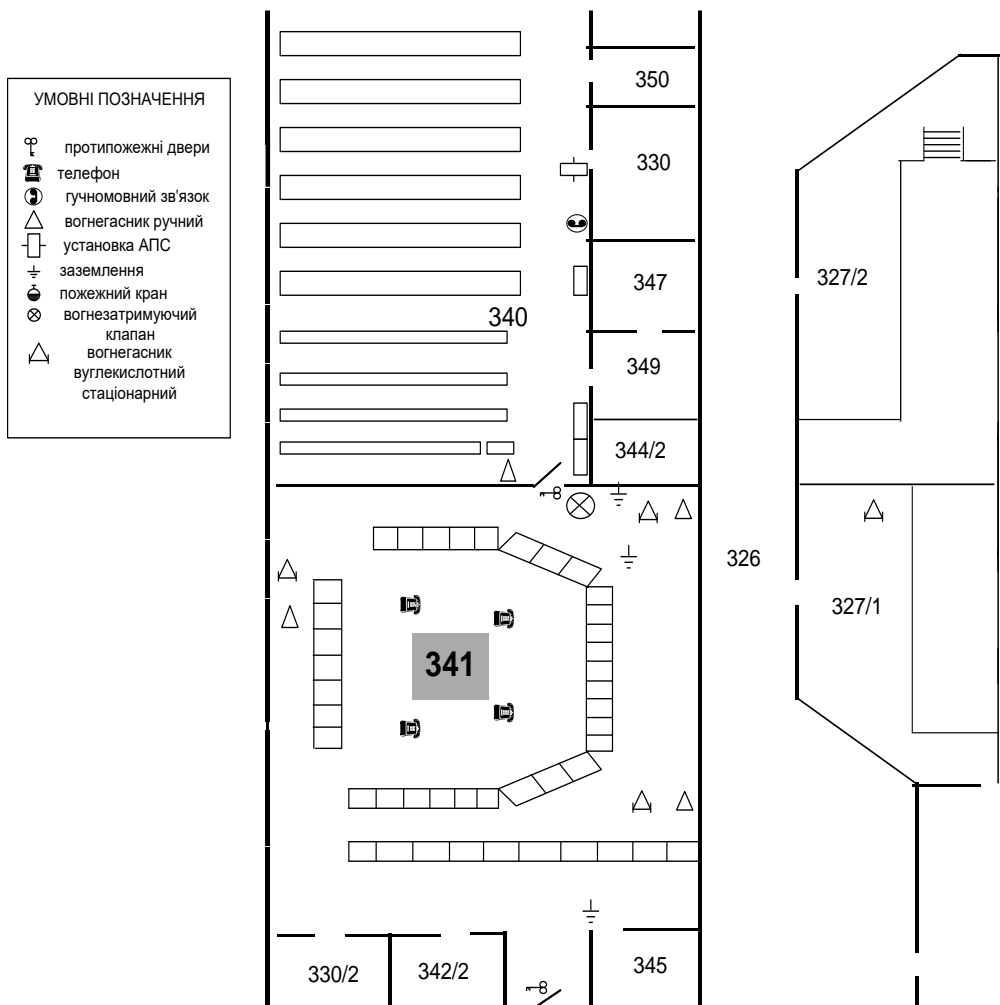 УМОВНІ ПОЗНАЧЕННЯ
протипожежні двери
телефон
гучномовний зв'язок
вогнегасник ручний
установка АПС
заземлення
пожежний кран
вогнезатримуючий
клапан
вогнегасник
вуглекислотний
стаціонарний
350
330
347
340
349
344/2
327/2
326
327/1
341
330/2
342/2
345